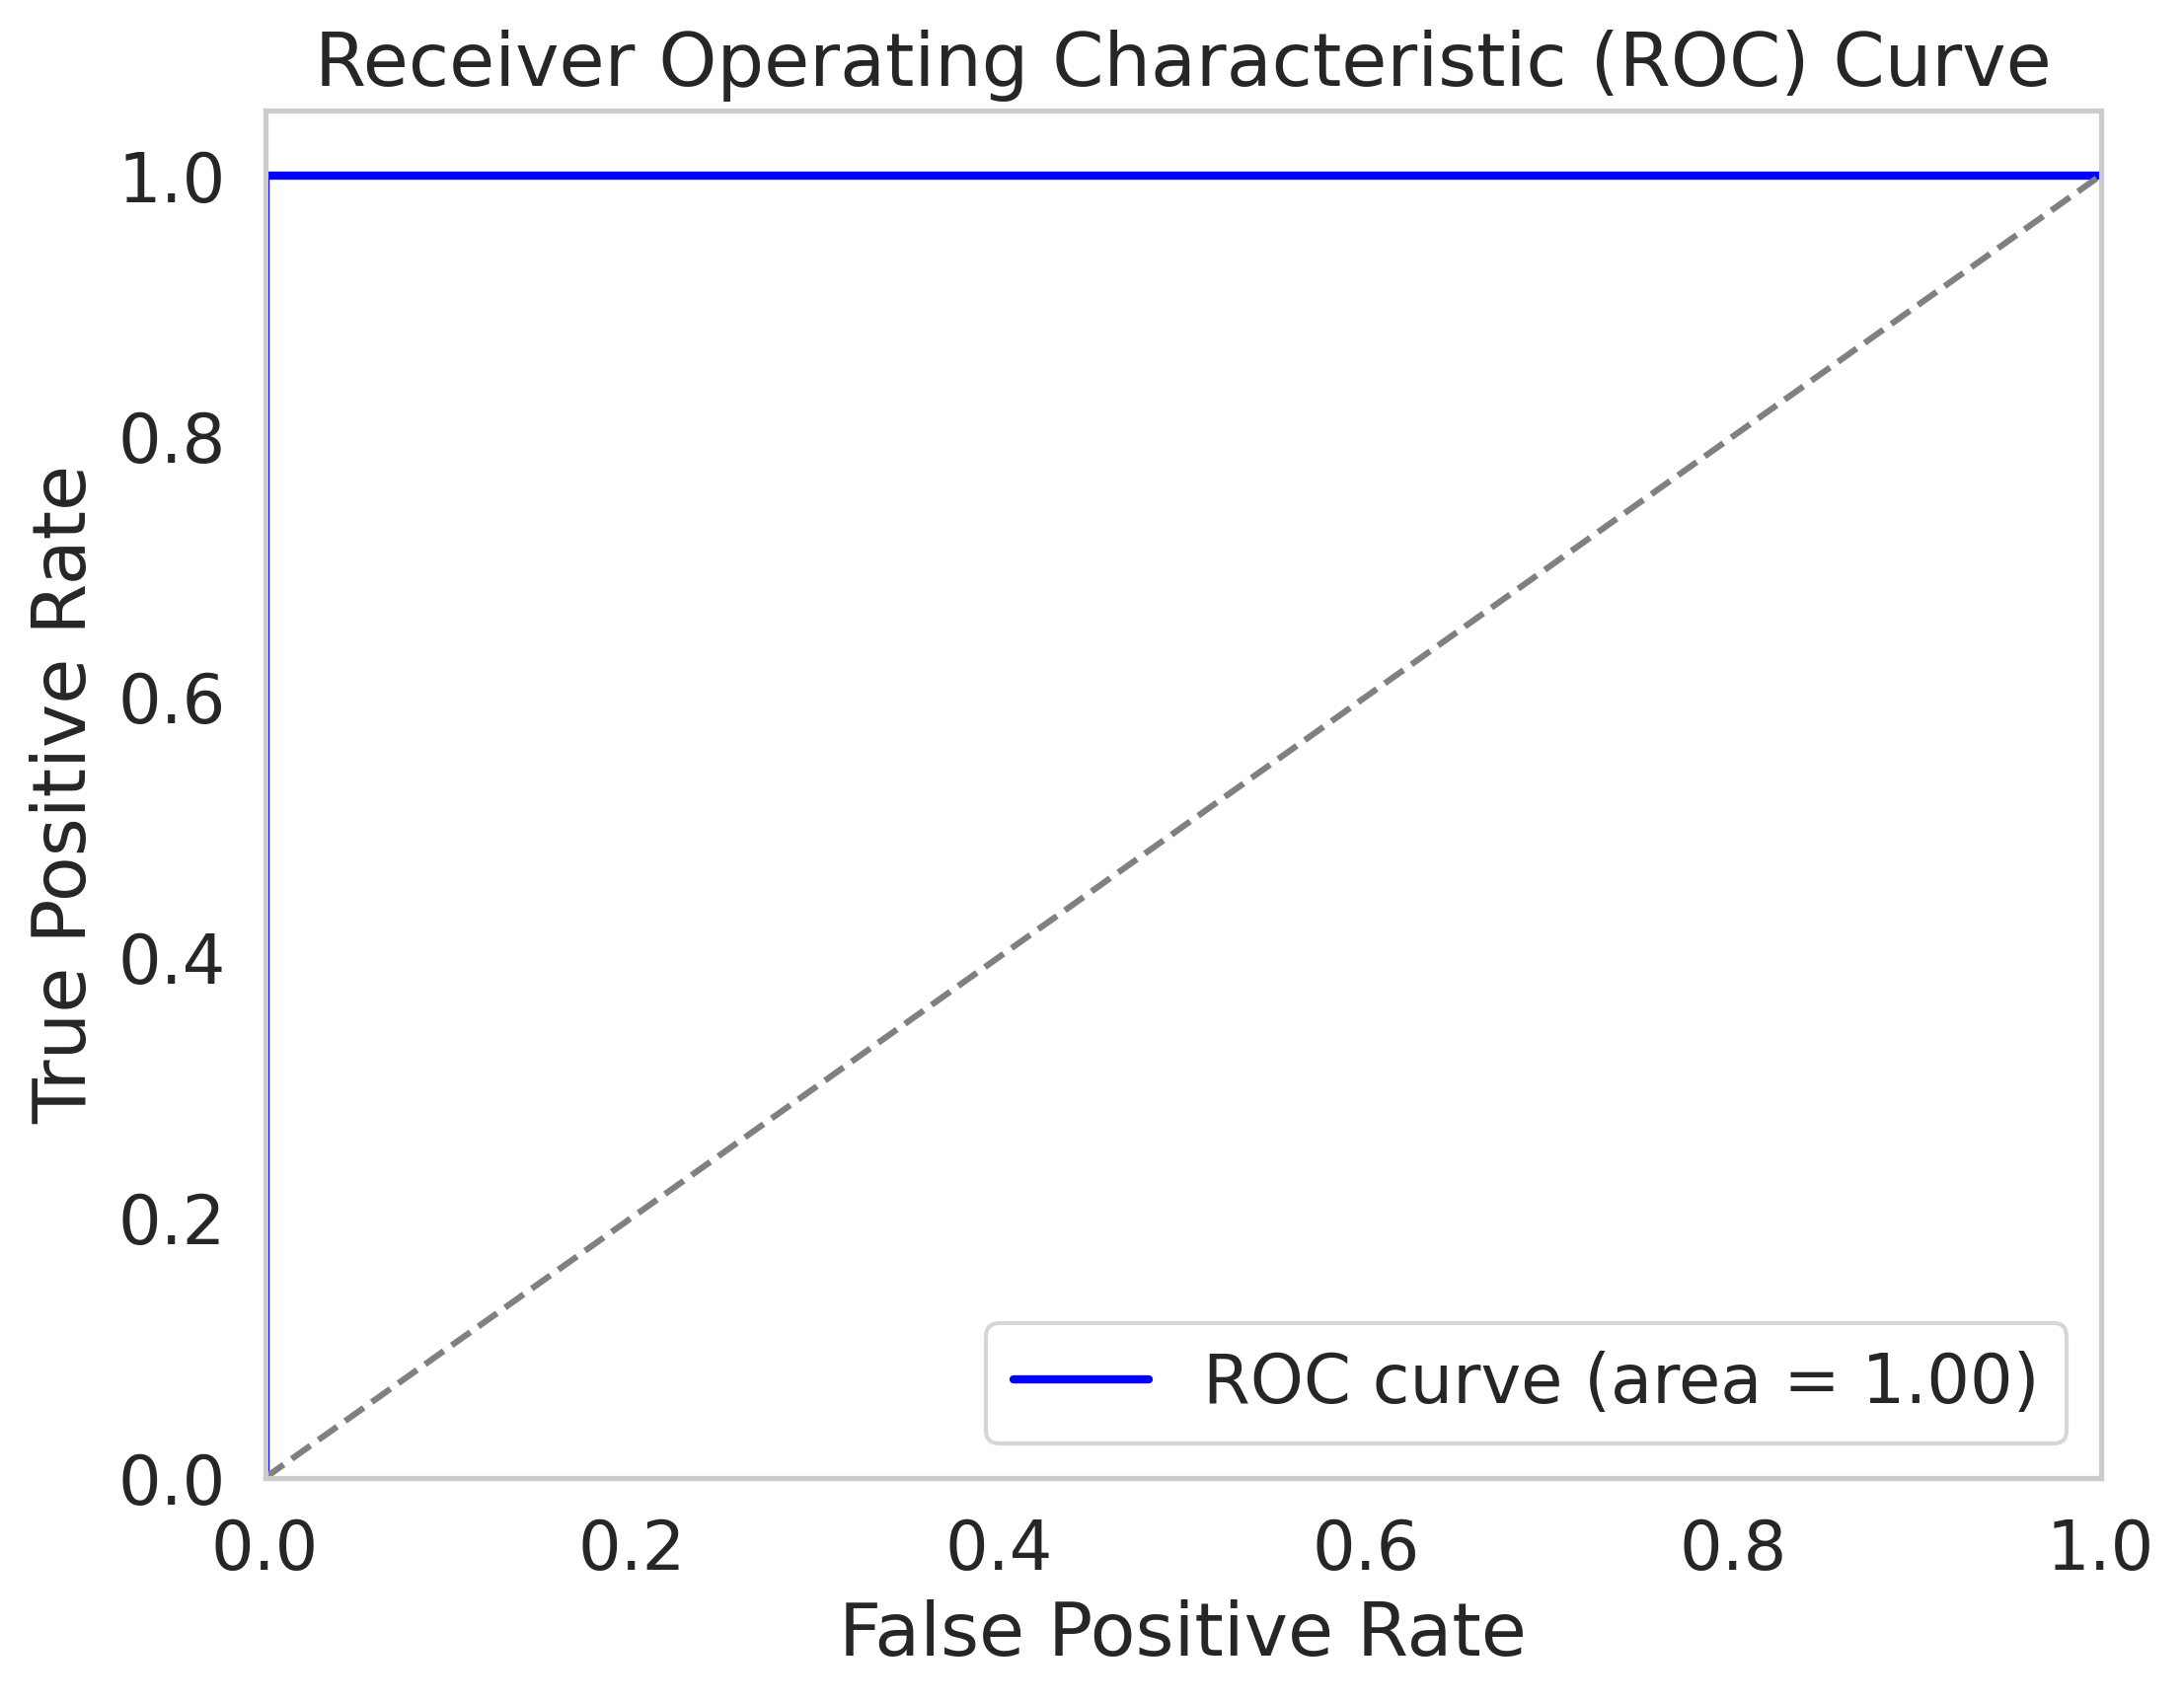 Receiver Operating Characteristic (ROC) Curve
True Positive Rate
1.0
0.8
0.6
0.4
0.2
0.0
ROC curve (area = 1.00)
0.0 0.2 0.4 0.6 0.8 1.0
False Positive Rate